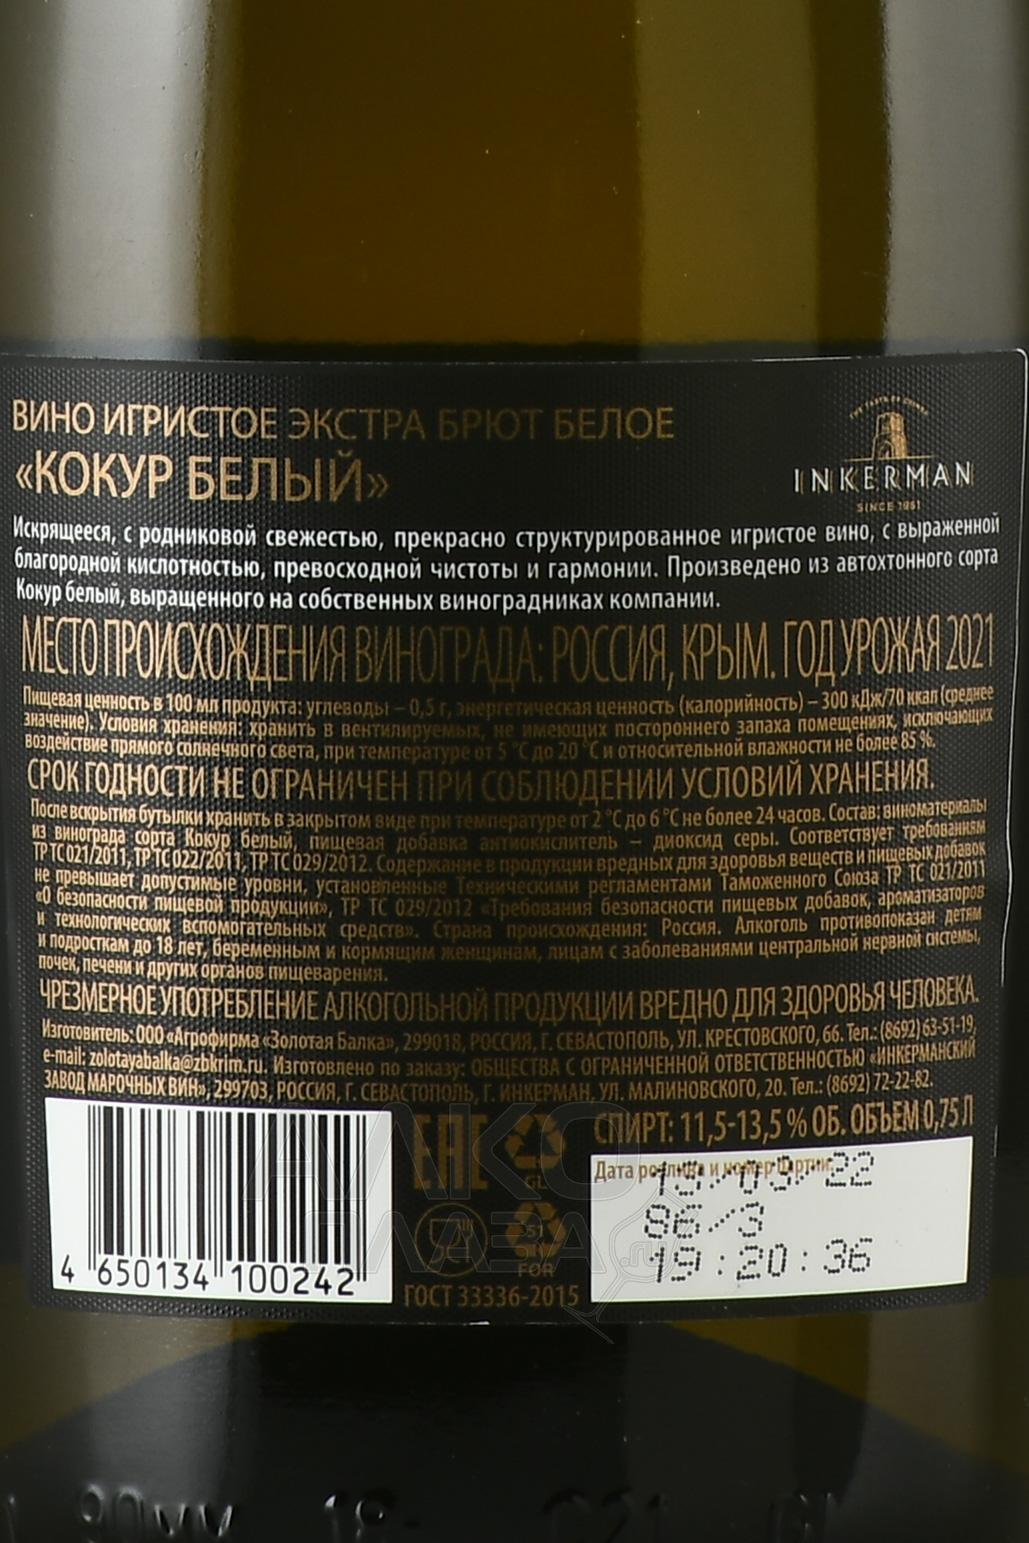 ВИНО ИГРИСТОЕ ЭКСТРА БРЮТ БЕЛОЕ
«КОКУР БЕЛЫЙ»
INKERMAN
SINCE 1961
Искрящееся, с родниковой свежестью, прекрасно структурированное игристое вино, с выраженной
благородной кислотностью, превосходной чистоты и гармонии. Произведено из автохтонного сорта
Кокур белый, выращенного на собственных виноградниках компании.
МЕСТО ПРОИСХОЖДЕНИЯ ВИНОГРАДА: РОССИЯ, КРЫМ. ГОД УРОЖАЯ 2021
Пищевая ценность в 100 мл продукта: углеводы – 0,5 г, энергетическая ценность (калорийность) – 300 кДж/70 ккал (среднее
значение). Условия хранения: хранить в вентилируемых, не имеющих постороннего запаха помещениях, исключающих
воздействие прямого солнечного света, при температуре от 5 °C до 20 °C и относительной влажности не более 85 %.
СРОК ГОДНОСТИ НЕ ОГРАНИЧЕН ПРИ СОБЛЮДЕНИИ УСЛОВИЙ ХРАНЕНИЯ.
После вскрытия бутылки хранить в закрытом виде при температуре от 2 °C до 6 °C не более 24 часов. Состав: виноматериалы
из винограда сорта Кокур белый, пищевая добавка антиокислитель – диоксид серы. Соответствует требованиям
ТР ТС 021/2011, ТР ТС 022/2011, ТР ТС 029/2012. Содержание в продукции вредных для здоровья веществ и пищевых добавок
не превышает допустимые уровни, установленные Техническими регламентами Таможенного Союза ТР ТС 021/2011
«О безопасности пищевой продукции», ТР ТС 029/2012 «Требования безопасности пищевых добавок, ароматизаторов
и технологических вспомогательных средств». Страна происхождения: Россия. Алкоголь противопоказан детям
и подросткам до 18 лет, беременным и кормящим женщинам, лицам с заболеваниями центральной нервной системы,
почек, печени и других органов пищеварения.
ЧРЕЗМЕРНОЕ УПОТРЕБЛЕНИЕ АЛКОГОЛЬНОЙ ПРОДУКЦИИ ВРЕДНО ДЛЯ ЗДОРОВЬЯ ЧЕЛОВЕКА.
Изготовитель: ООО «Агрофирма «Золотая Балка», 299018, РОССИЯ, Г. СЕВАСТОПОЛЬ, УЛ. КРЕСТОВСКОГО, 66. Тел.: (8692) 63-51-19,
e-mail: zolotayabalka@zbkrim.ru. Изготовлено по заказу: ОБЩЕСТВА С ОГРАНИЧЕННОЙ ОТВЕТСТВЕННОСТЬЮ «ИНКЕРМАНСКИЙ
ЗАВОД МАРОЧНЫХ ВИН», 299703, РОССИЯ, Г. СЕВАСТОПОЛЬ, Г. ИНКЕРМАН, УЛ. МАЛИНОВСКОГО, 20. Тел.: (8692) 72-22-82.
СПИРТ: 11,5-13,5 % ОБ. ОБЪЕМ 0,75 Л
EAC
GL
51
FOR
ГОСТ 33336-2015
Дата розлива и номер партии:
15/03/22
86/3
19:20:36
4 650134 100242
АЛКО
ПЛАЗА.ru